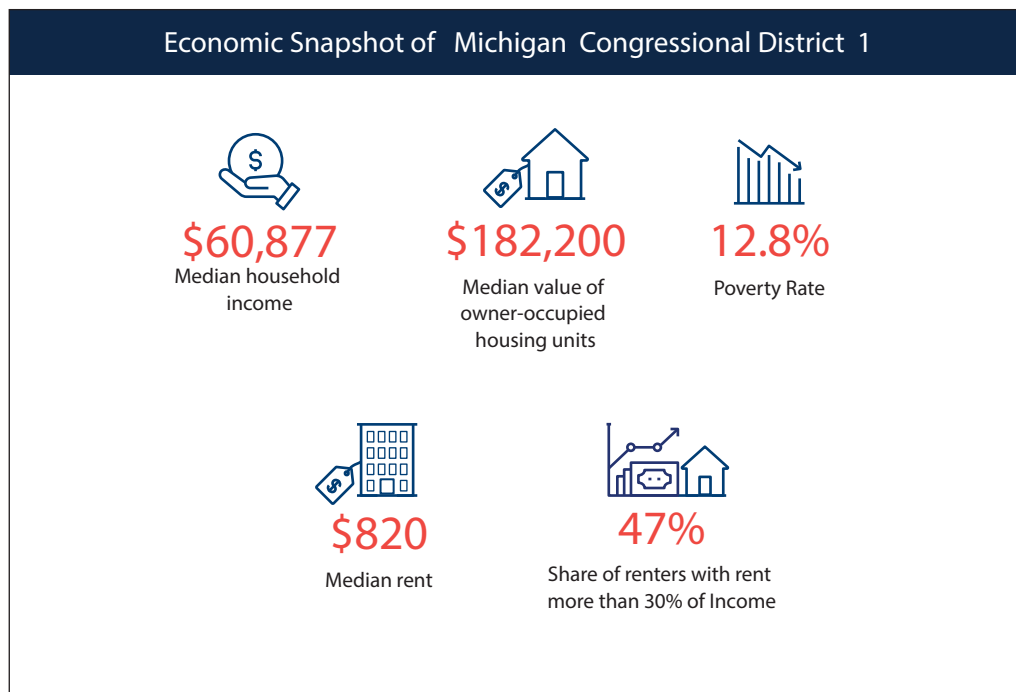 Economic Snapshot of Michigan Congressional District 1
$
$
$60,877
$182,200
12.8%
Median household
income
Median value of
owner-occupied
housing units
Poverty Rate
$
$820
47%
Median rent
Share of renters with rent
more than 30% of Income